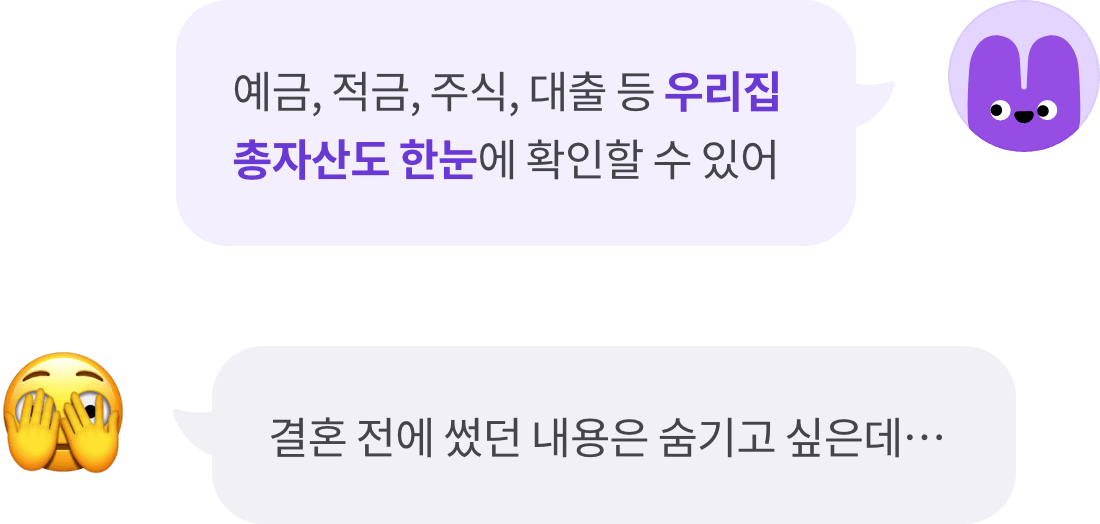 예금, 적금, 주식, 대출 등 우리집
총자산도 한눈에 확인할 수 있어
결혼 전에 썼던 내용은 숨기고 싶은데…